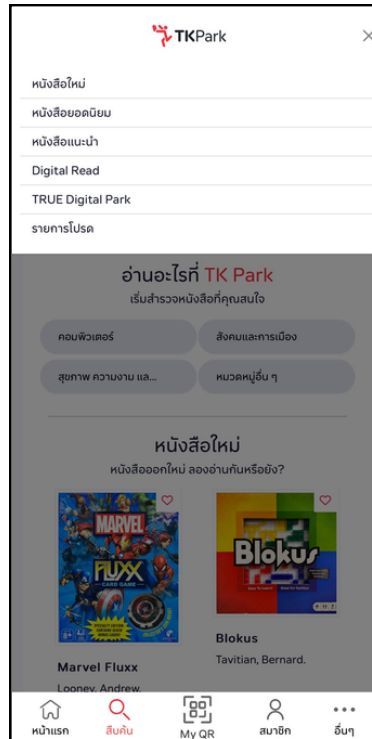 TKPark
หนังสือใหม่
หนังสือยอดนิยม
หนังสือแนะนำ
Digital Read
TRUE Digital Park
รายการโปรด
อ่านอะไรที่ TK Park
เริ่มสำรวจหนังสือที่คุณสนใจ
คอมพิวเตอร์
สังคมและการเมือง
สุขภาพ ความงาม แล...
หมวดหมู่อื่น ๆ
หนังสือใหม่
หนังสือออกใหม่ ลองอ่านกันหรือยัง?
MARVEL
FLUXX
CARD GAME
Blokus
Marvel Fluxx
Looney, Andrew.
Blokus
Tavitian, Bernard.
หน้าแรก
สืบค้น
My QR
สมาชิก
อื่นๆ